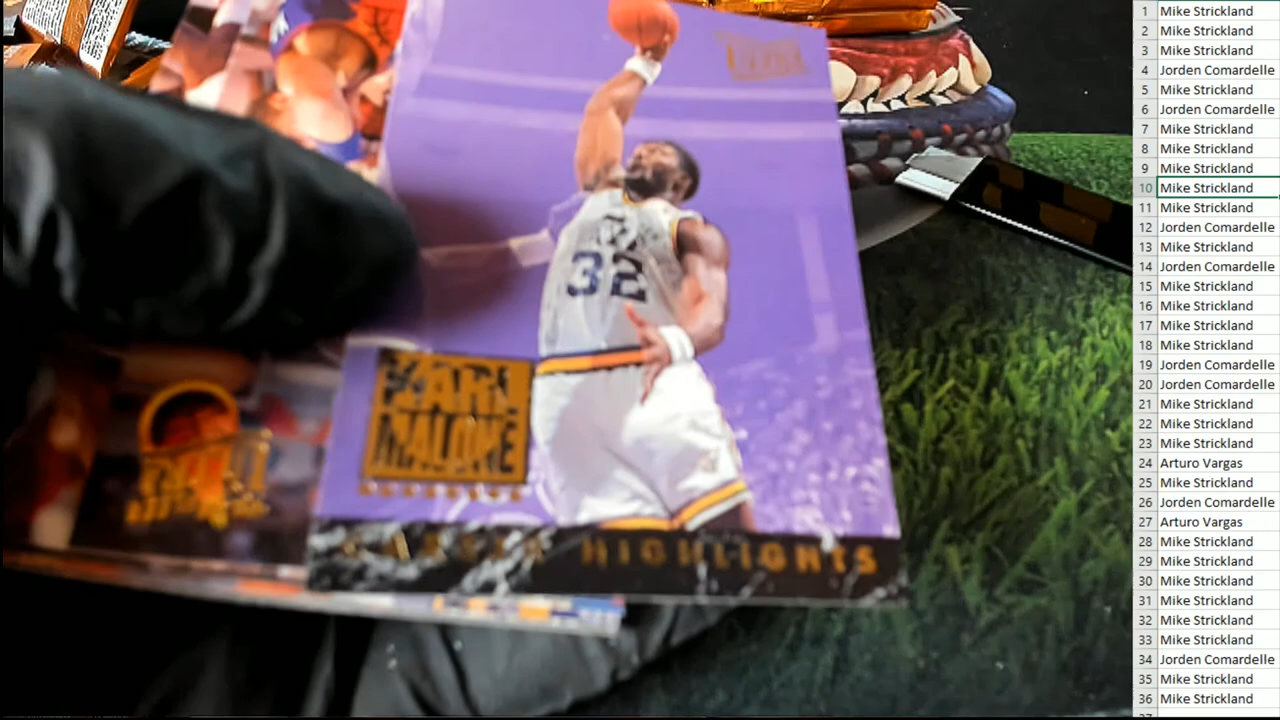 ULTRA
32
KARL
MALONE
CAREER HIGHLIGHTS
1 Mike Strickland
2 Mike Strickland
3 Mike Strickland
4 Jorden Comardelle
5 Mike Strickland
6 Jorden Comardelle
7 Mike Strickland
8 Mike Strickland
9 Mike Strickland
10 Mike Strickland
11 Mike Strickland
12 Jorden Comardelle
13 Mike Strickland
14 Jorden Comardelle
15 Mike Strickland
16 Mike Strickland
17 Mike Strickland
18 Mike Strickland
19 Jorden Comardelle
20 Jorden Comardelle
21 Mike Strickland
22 Mike Strickland
23 Mike Strickland
24 Arturo Vargas
25 Mike Strickland
26 Jorden Comardelle
27 Arturo Vargas
28 Mike Strickland
29 Mike Strickland
30 Mike Strickland
31 Mike Strickland
32 Mike Strickland
33 Mike Strickland
34 Jorden Comardelle
35 Mike Strickland
36 Mike Strickland